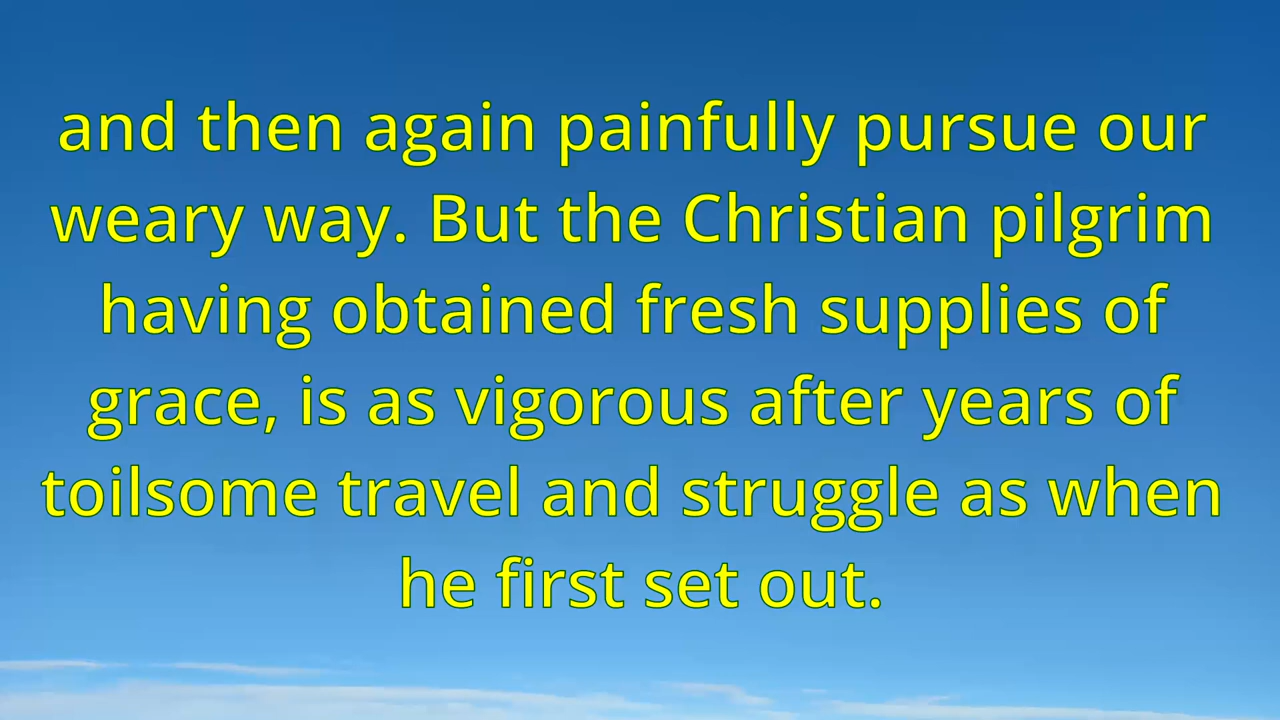 and then again painfully pursue our
weary way. But the Christian pilgrim
having obtained fresh supplies of
grace, is as vigorous after years of
toilsome travel and struggle as when
he first set out.